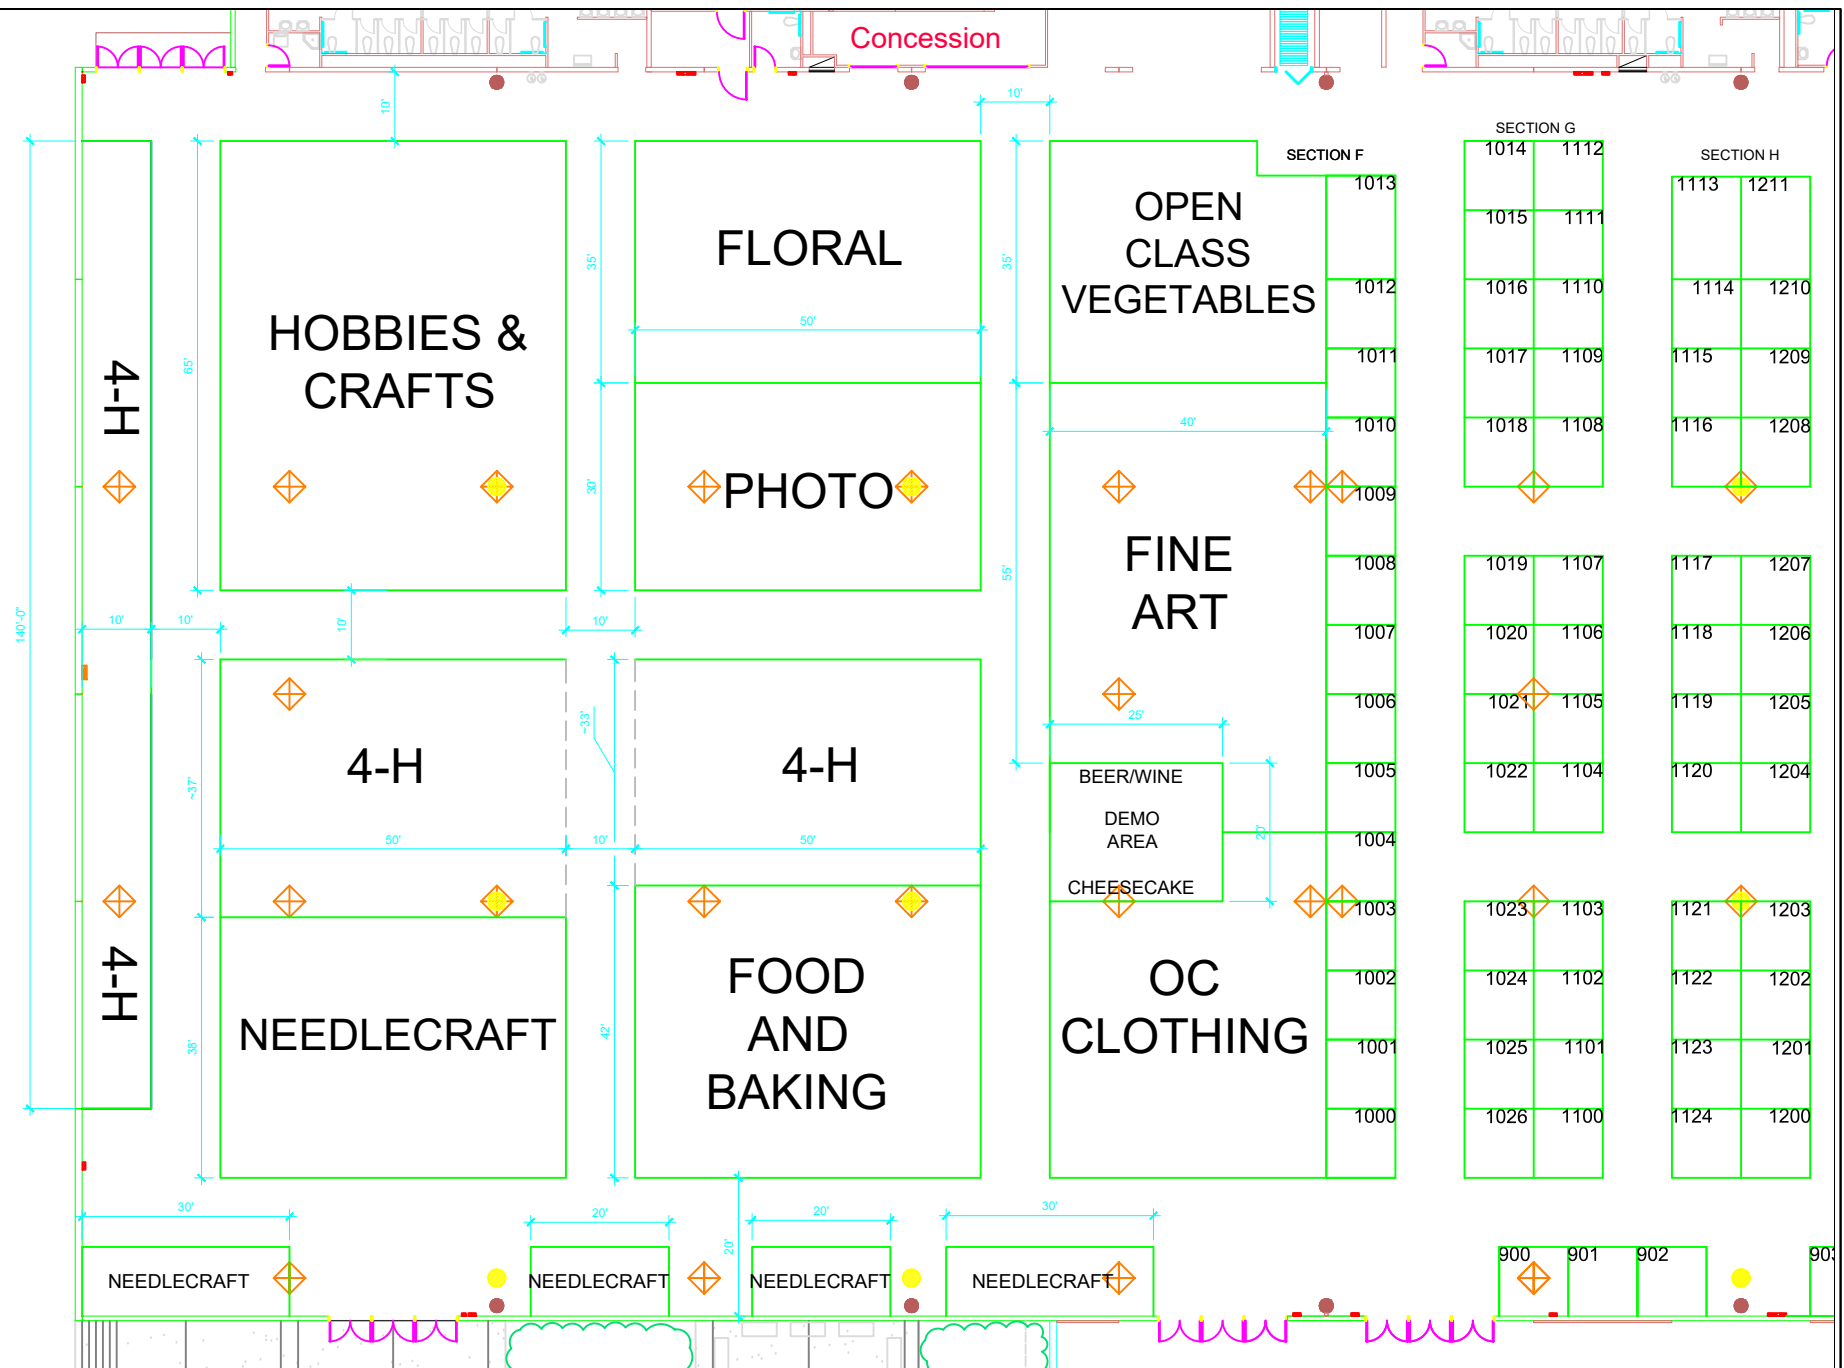 Concession
10'
10'
SECTION G
SECTION F
SECTION H
1014 1112
1013
1113 1211
OPEN
CLASS
VEGETABLES
FLORAL
35'
35'
50'
1015 1111
1012
1016 1110
1114 1210
HOBBIES &
CRAFTS
65'
4-H
1011
1017 1109
1115 1209
40'
1010
1018 1108
1116 1208
PHOTO
30'
1009
FINE
ART
55'
1008
1019 1107
1117 1207
140'-0"
10'
10'
10'
10'
1007
1020 1106
1118 1206
1006
1021 1105
1119 1205
~33'
25'
4-H
4-H
~37'
BEER/WINE
DEMO
AREA
CHEESECAKE
20'
1005
1022 1104
1120 1204
50'
10'
50'
1004
1003
1023 1103
1121 1203
4-H
FOOD
AND
BAKING
42'
OC
CLOTHING
1002
1024 1102
1122 1202
NEEDLECRAFT
38'
1001
1025 1101
1123 1201
1000
1026 1100
1124 1200
30'
20'
20'
20'
30'
NEEDLECRAFT
NEEDLECRAFT
NEEDLECRAFT
NEEDLECRAFT
900 901 902 903